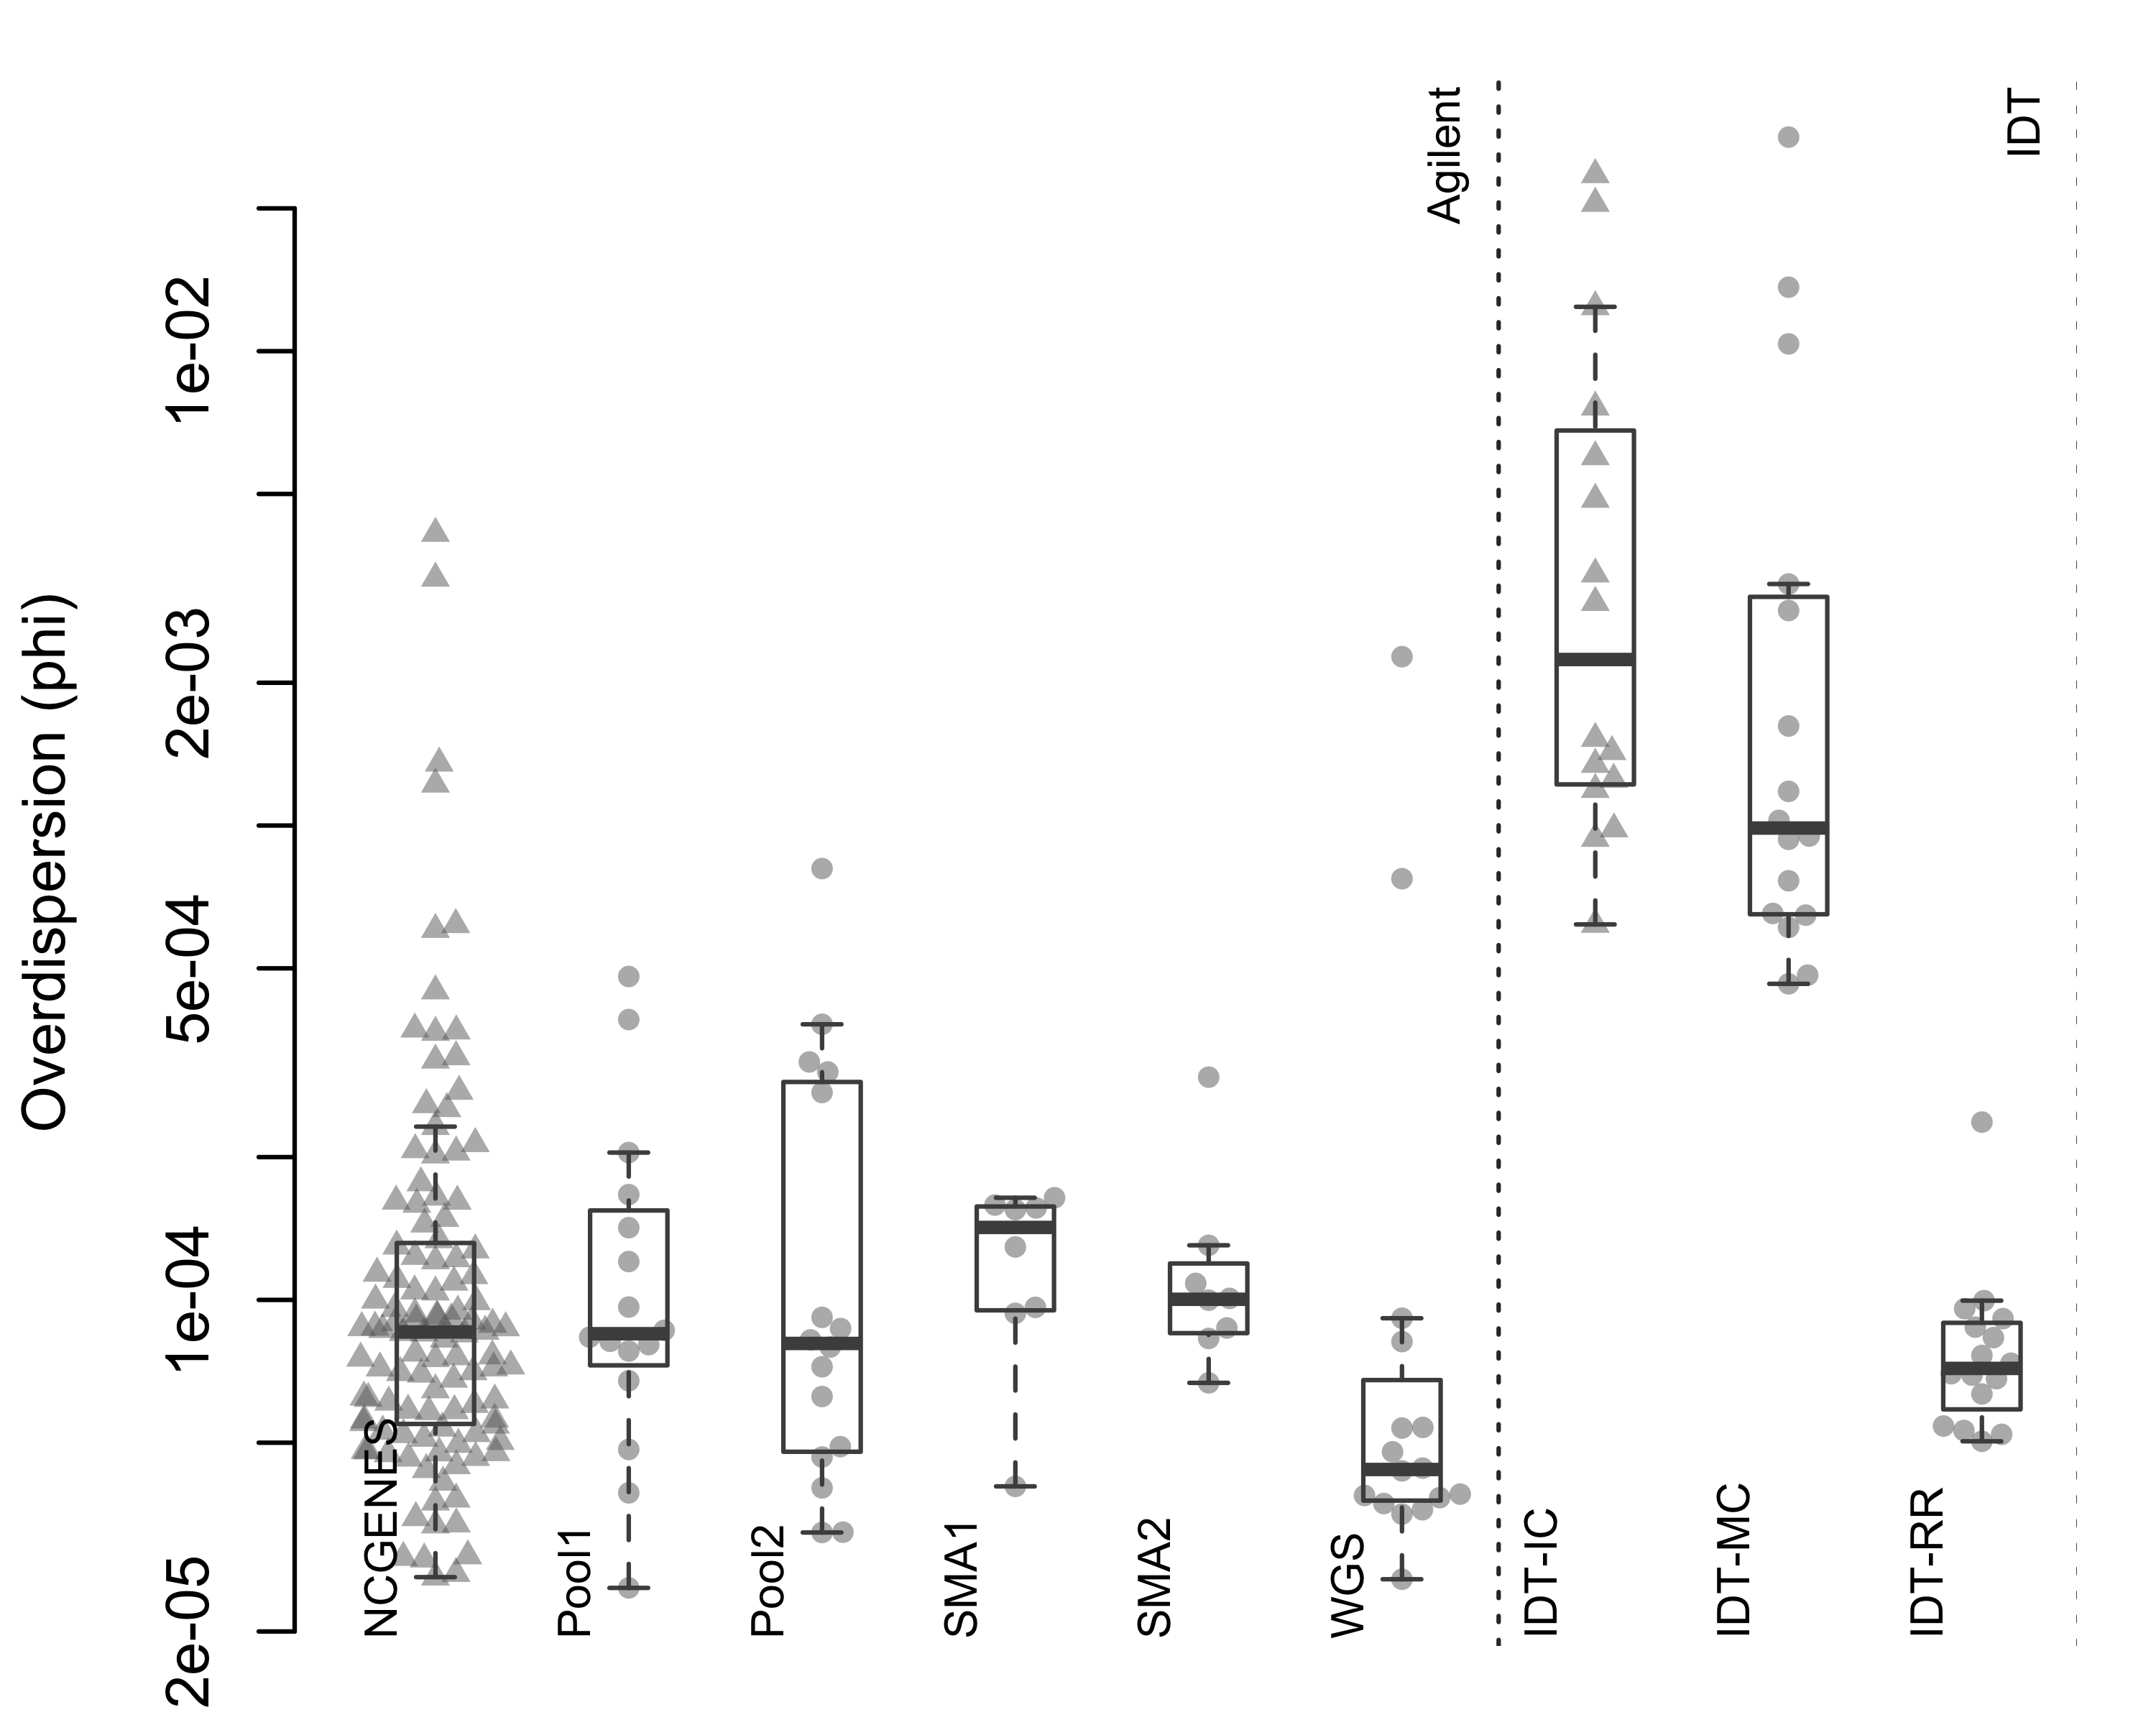 Overdispersion (phi)
1e-02
2e-03
5e-04
1e-04
2e-05
Agilent
IDT
NCGENES
Pool1
Pool2
SMA1
SMA2
WGS
IDT-IC
IDT-MC
IDT-RR